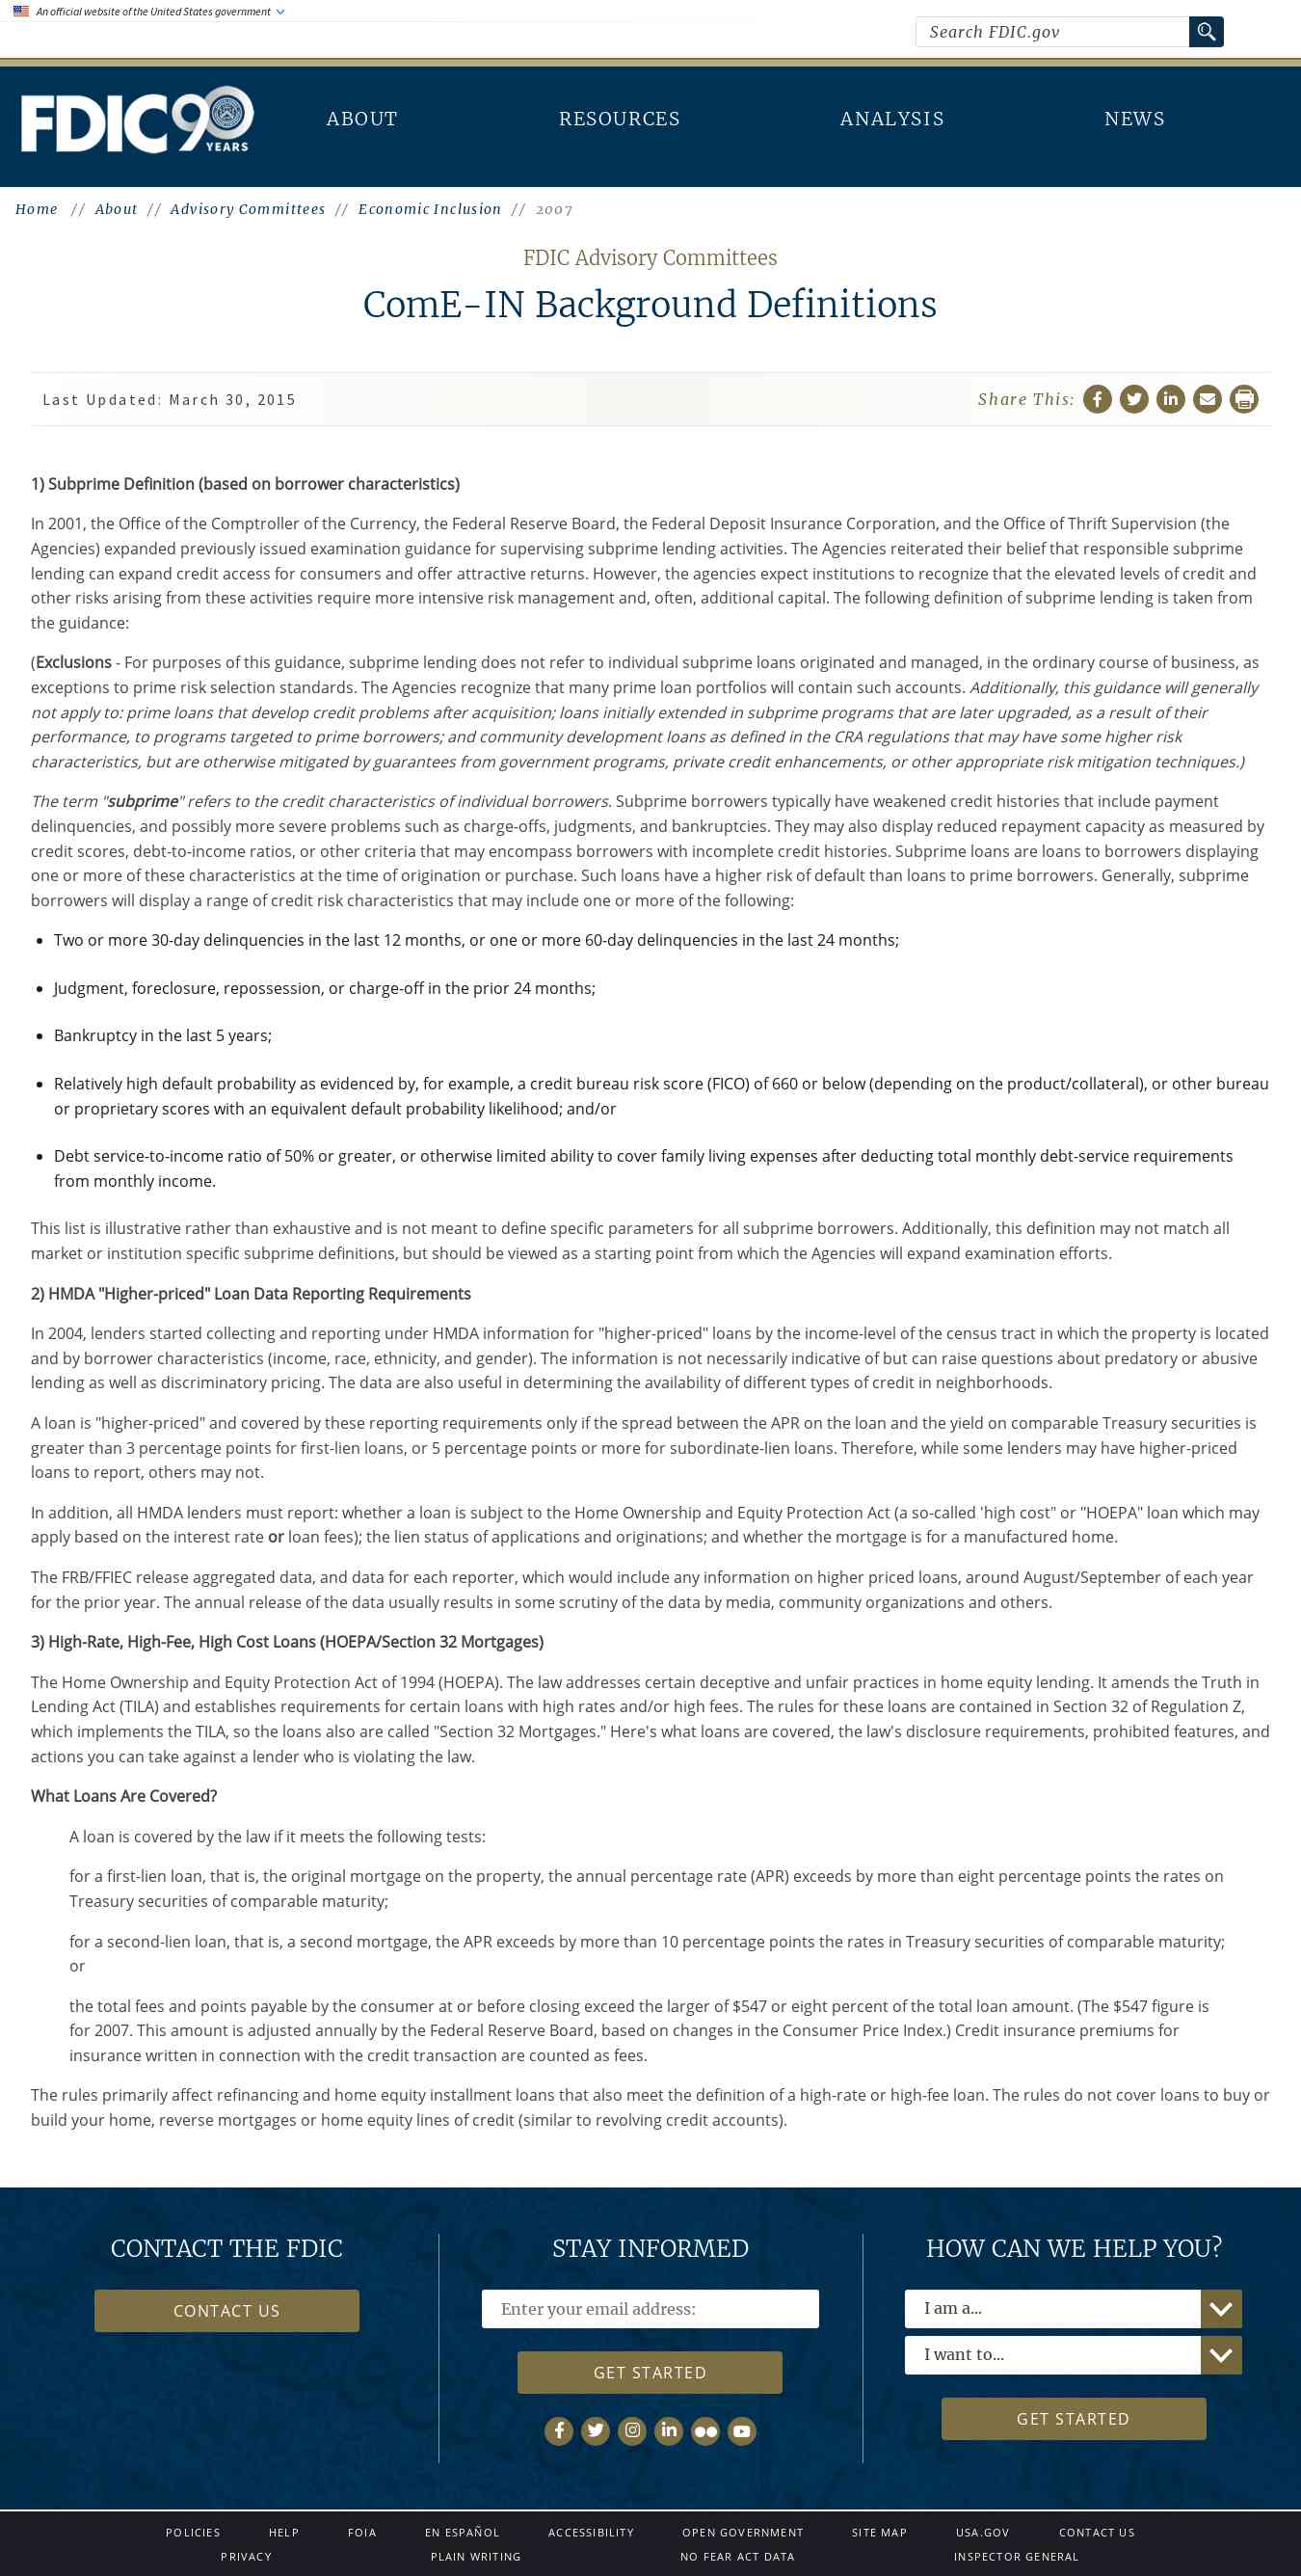 An official website of the United States government
Search FDIC.gov
FDIC 90 YEARS
ABOUT RESOURCES ANALYSIS NEWS
Home // About // Advisory Committees // Economic Inclusion // 2007
FDIC Advisory Committees
ComE-IN Background Definitions
Last Updated: March 30, 2015 Share This:
1) Subprime Definition (based on borrower characteristics)
In 2001, the Office of the Comptroller of the Currency, the Federal Reserve Board, the Federal Deposit Insurance Corporation, and the Office of Thrift Supervision (the
Agencies) expanded previously issued examination guidance for supervising subprime lending activities. The Agencies reiterated their belief that responsible subprime
lending can expand credit access for consumers and offer attractive returns. However, the agencies expect institutions to recognize that the elevated levels of credit and
other risks arising from these activities require more intensive risk management and, often, additional capital. The following definition of subprime lending is taken from
the guidance:
(Exclusions - For purposes of this guidance, subprime lending does not refer to individual subprime loans originated and managed, in the ordinary course of business, as
exceptions to prime risk selection standards. The Agencies recognize that many prime loan portfolios will contain such accounts. Additionally, this guidance will generally
not apply to: prime loans that develop credit problems after acquisition; loans initially extended in subprime programs that are later upgraded, as a result of their
performance, to programs targeted to prime borrowers; and community development loans as defined in the CRA regulations that may have some higher risk
characteristics, but are otherwise mitigated by guarantees from government programs, private credit enhancements, or other appropriate risk mitigation techniques.)
The term "subprime" refers to the credit characteristics of individual borrowers. Subprime borrowers typically have weakened credit histories that include payment
delinquencies, and possibly more severe problems such as charge-offs, judgments, and bankruptcies. They may also display reduced repayment capacity as measured by
credit scores, debt-to-income ratios, or other criteria that may encompass borrowers with incomplete credit histories. Subprime loans are loans to borrowers displaying
one or more of these characteristics at the time of origination or purchase. Such loans have a higher risk of default than loans to prime borrowers. Generally, subprime
borrowers will display a range of credit risk characteristics that may include one or more of the following:
• Two or more 30-day delinquencies in the last 12 months, or one or more 60-day delinquencies in the last 24 months;
• Judgment, foreclosure, repossession, or charge-off in the prior 24 months;
• Bankruptcy in the last 5 years;
• Relatively high default probability as evidenced by, for example, a credit bureau risk score (FICO) of 660 or below (depending on the product/collateral), or other bureau
or proprietary scores with an equivalent default probability likelihood; and/or
• Debt service-to-income ratio of 50% or greater, or otherwise limited ability to cover family living expenses after deducting total monthly debt-service requirements
from monthly income.
This list is illustrative rather than exhaustive and is not meant to define specific parameters for all subprime borrowers. Additionally, this definition may not match all
market or institution specific subprime definitions, but should be viewed as a starting point from which the Agencies will expand examination efforts.
2) HMDA "Higher-priced" Loan Data Reporting Requirements
In 2004, lenders started collecting and reporting under HMDA information for "higher-priced" loans by the income-level of the census tract in which the property is located
and by borrower characteristics (income, race, ethnicity, and gender). The information is not necessarily indicative of but can raise questions about predatory or abusive
lending as well as discriminatory pricing. The data are also useful in determining the availability of different types of credit in neighborhoods.
A loan is "higher-priced" and covered by these reporting requirements only if the spread between the APR on the loan and the yield on comparable Treasury securities is
greater than 3 percentage points for first-lien loans, or 5 percentage points or more for subordinate-lien loans. Therefore, while some lenders may have higher-priced
loans to report, others may not.
In addition, all HMDA lenders must report: whether a loan is subject to the Home Ownership and Equity Protection Act (a so-called 'high cost" or "HOEPA" loan which may
apply based on the interest rate or loan fees); the lien status of applications and originations; and whether the mortgage is for a manufactured home.
The FRB/FFIEC release aggregated data, and data for each reporter, which would include any information on higher priced loans, around August/September of each year
for the prior year. The annual release of the data usually results in some scrutiny of the data by media, community organizations and others.
3) High-Rate, High-Fee, High Cost Loans (HOEPA/Section 32 Mortgages)
The Home Ownership and Equity Protection Act of 1994 (HOEPA). The law addresses certain deceptive and unfair practices in home equity lending. It amends the Truth in
Lending Act (TILA) and establishes requirements for certain loans with high rates and/or high fees. The rules for these loans are contained in Section 32 of Regulation Z,
which implements the TILA, so the loans also are called "Section 32 Mortgages." Here's what loans are covered, the law's disclosure requirements, prohibited features, and
actions you can take against a lender who is violating the law.
What Loans Are Covered?
A loan is covered by the law if it meets the following tests:
for a first-lien loan, that is, the original mortgage on the property, the annual percentage rate (APR) exceeds by more than eight percentage points the rates on
Treasury securities of comparable maturity;
for a second-lien loan, that is, a second mortgage, the APR exceeds by more than 10 percentage points the rates in Treasury securities of comparable maturity;
or
the total fees and points payable by the consumer at or before closing exceed the larger of $547 or eight percent of the total loan amount. (The $547 figure is
for 2007. This amount is adjusted annually by the Federal Reserve Board, based on changes in the Consumer Price Index.) Credit insurance premiums for
insurance written in connection with the credit transaction are counted as fees.
The rules primarily affect refinancing and home equity installment loans that also meet the definition of a high-rate or high-fee loan. The rules do not cover loans to buy or
build your home, reverse mortgages or home equity lines of credit (similar to revolving credit accounts).
CONTACT THE FDIC
CONTACT US
STAY INFORMED
Enter your email address:
GET STARTED
HOW CAN WE HELP YOU?
I am a...
I want to...
GET STARTED
POLICIES HELP FOIA EN ESPAÑOL ACCESSIBILITY OPEN GOVERNMENT SITE MAP USA.GOV CONTACT US
PRIVACY PLAIN WRITING NO FEAR ACT DATA INSPECTOR GENERAL